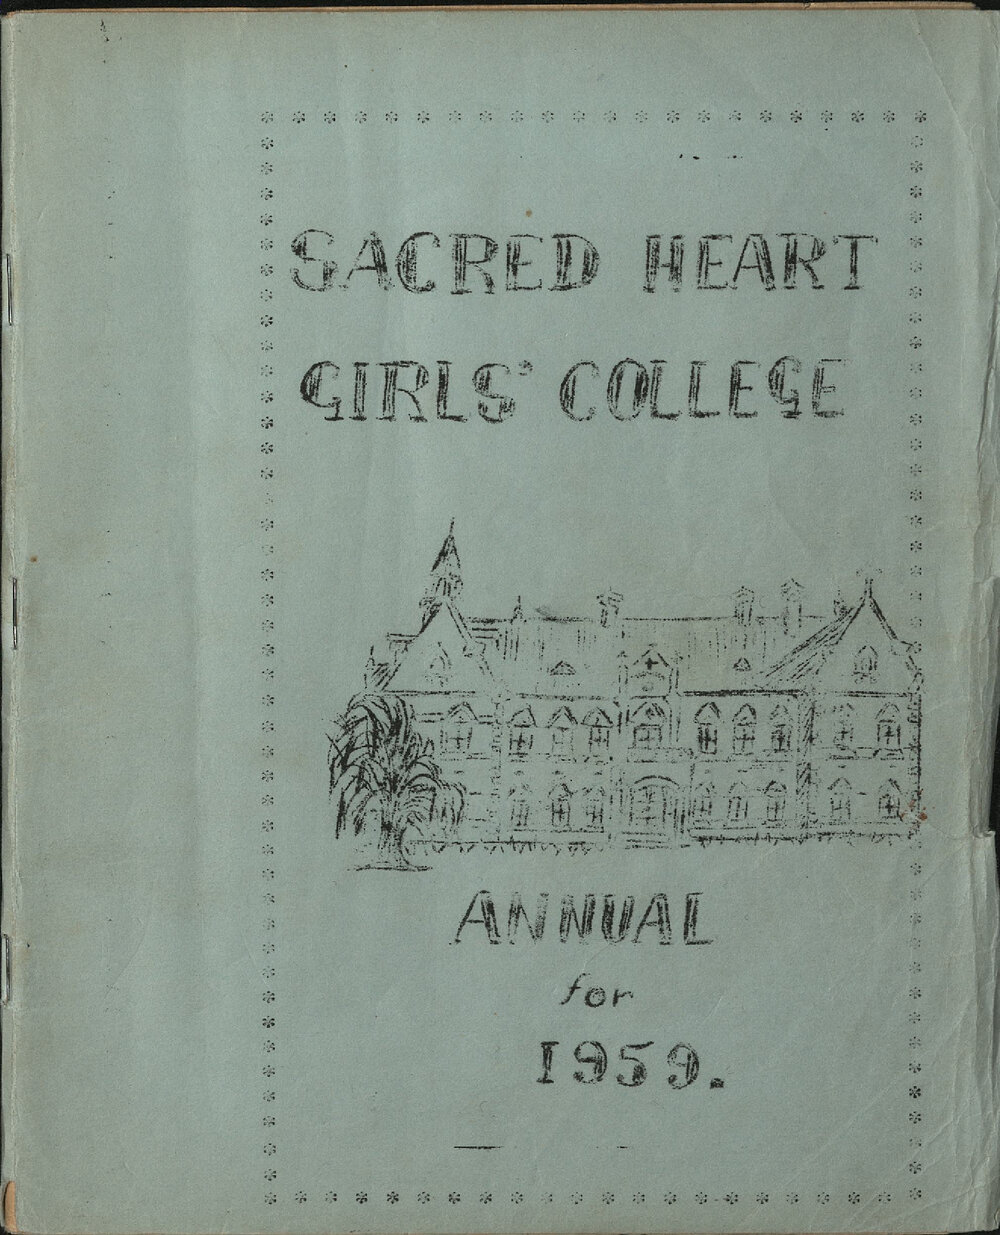 SACRED HEART
GIRLS' COLLEGE
ANNUAL
for
1959.